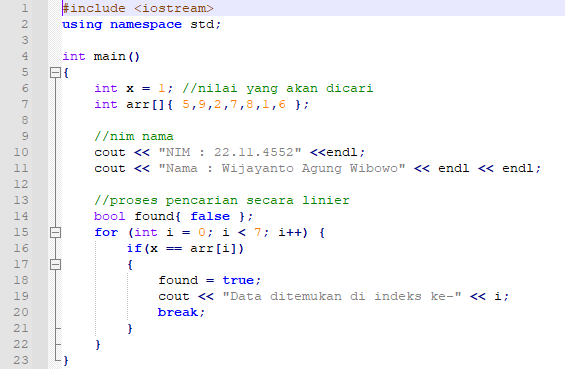 1 #include <iostream>
2 using namespace std;
3
4 int main()
5 {
6 int x = 1; //nilai yang akan dicari
7 int arr[]{ 5,9,2,7,8,1,6 };
8
9 //nim nama
10 cout << "NIM : 22.11.4552" <<endl;
11 cout << "Nama : Wijayanto Agung Wibowo" << endl << endl;
12
13 //proses pencarian secara linier
14 bool found{ false };
15 for (int i = 0; i < 7; i++) {
16 if(x == arr[i])
17 {
18 found = true;
19 cout << "Data ditemukan di indeks ke-" << i;
20 break;
21 }
22 }
23 }